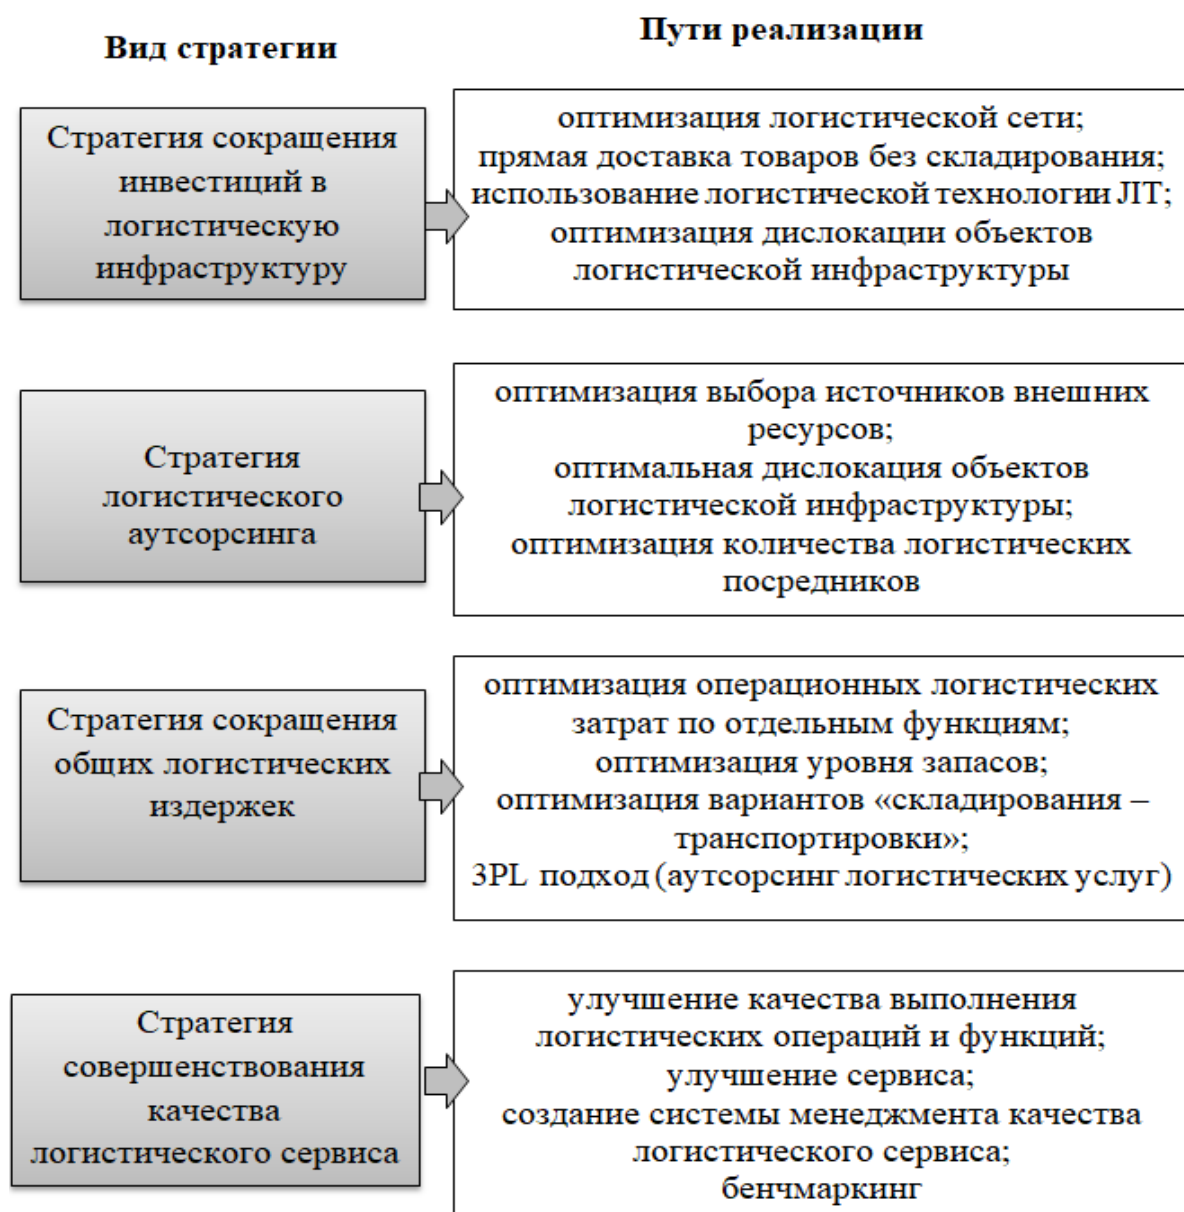 Вид стратегии
Пути реализации
Стратегия сокращения
инвестиций в
логистическую
инфраструктуру
оптимизация логистической сети;
прямая доставка товаров без складирования;
использование логистической технологии ЛТ;
оптимизация дислокации объектов
логистической инфраструктуры
Стратегия
логистического
аутсорсинга
оптимизация выбора источников внешних
ресурсов;
оптимальная дислокация объектов
логистической инфраструктуры;
оптимизация количества логистических
посредников
Стратегия сокращения
общих логистических
издержек
оптимизация операционных логистических
затрат по отдельным функциям;
оптимизация уровня запасов;
оптимизация вариантов «складирования –
транспортировки»;
3PL подход (аутсорсинг логистических услуг)
Стратегия
совершенствования
качества
логистического сервиса
улучшение качества выполнения
логистических операций и функций;
улучшение сервиса;
создание системы менеджмента качества
логистического сервиса;
бенчмаркинг